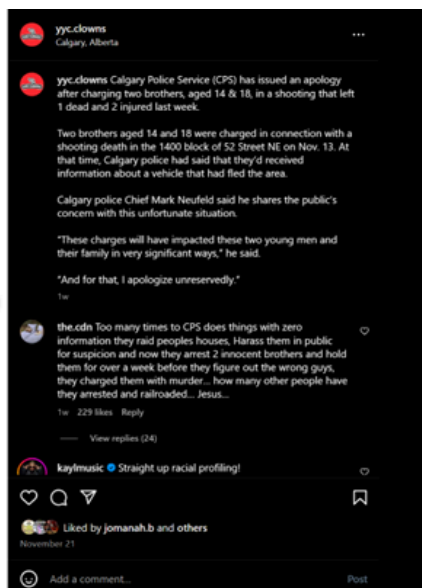 yyc.clowns
Calgary, Alberta
yyc.clowns Calgary Police Service (CPS) has issued an apology
after charging two brothers, aged 14 & 18, in a shooting that left
1 dead and 2 injured last week.
Two brothers aged 14 and 18 were charged in connection with a
shooting death in the 1400 block of 52 Street NE on Nov. 13. At
that time, Calgary police had said that they'd received
information about a vehicle that had fled the area.
Calgary police Chief Mark Neufeld said he shares the public's
concern with this unfortunate situation.
"These charges will have impacted these two young men and
their family in very significant ways," he said.
"And for that, I apologize unreservedly."
1w
the.cdn Too many times to CPS does things with zero
information they raid peoples houses, Harass them in public
for suspicion and now they arrest 2 innocent brothers and hold
them for over a week before they figure out the wrong guys,
they charged them with murder... how many other people have
they arrested and railroaded... Jesus...
1w 229 likes Reply
View replies (24)
kaylmusic Straight up racial profiling!
Liked by jomanah.b and others
November 21
Add a comment...
Post